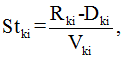 St_ki = (R_ki-D_ki)/V_ki,